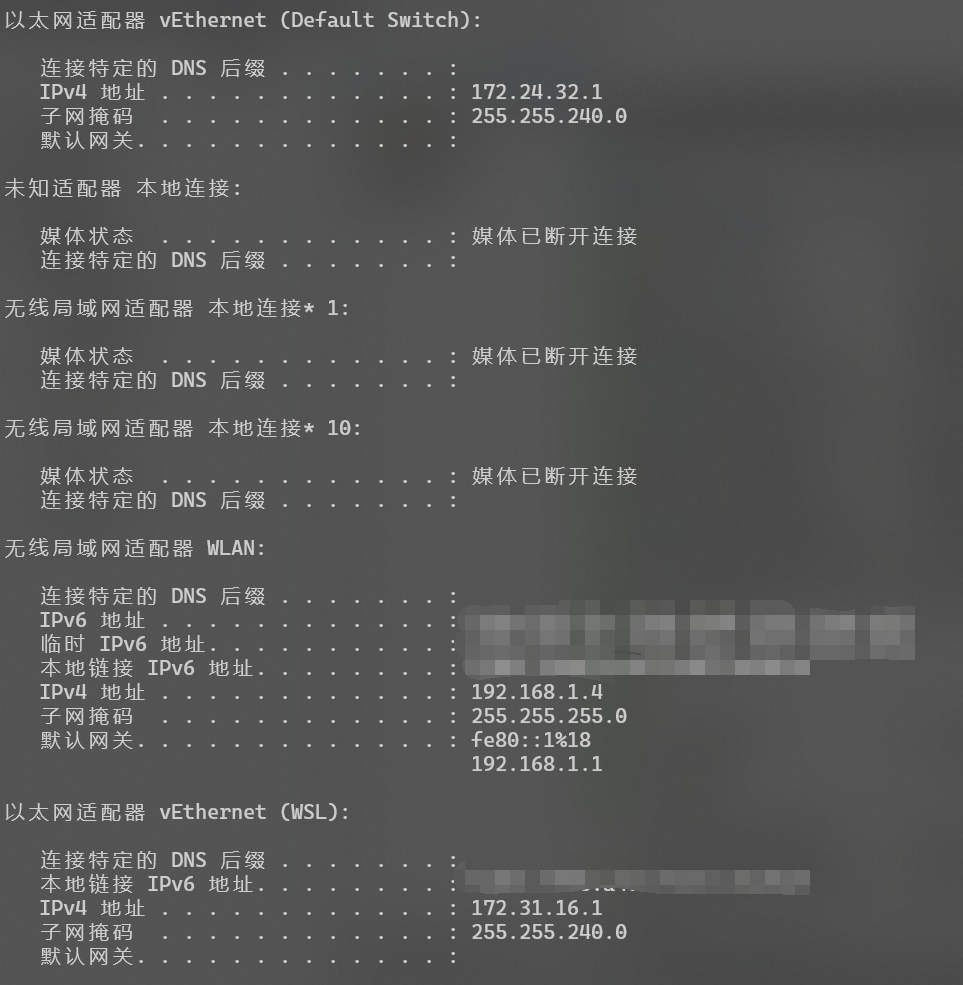 以太网适配器 vEthernet (Default Switch):
连接特定的 DNS 后缀 . . . . . . . :
IPv4 地址 . . . . . . . . . . . . : 172.24.32.1
子网掩码  . . . . . . . . . . . . : 255.255.240.0
默认网关. . . . . . . . . . . . . :
未知适配器 本地连接:
媒体状态  . . . . . . . . . . . . : 媒体已断开连接
连接特定的 DNS 后缀 . . . . . . . :
无线局域网适配器 本地连接* 1:
媒体状态  . . . . . . . . . . . . : 媒体已断开连接
连接特定的 DNS 后缀 . . . . . . . :
无线局域网适配器 本地连接* 10:
媒体状态  . . . . . . . . . . . . : 媒体已断开连接
连接特定的 DNS 后缀 . . . . . . . :
无线局域网适配器 WLAN:
连接特定的 DNS 后缀 . . . . . . . :
IPv6 地址 . . . . . . . . . . . . :
临时 IPv6 地址. . . . . . . . . . :
本地链接 IPv6 地址. . . . . . . . :
IPv4 地址 . . . . . . . . . . . . : 192.168.1.4
子网掩码  . . . . . . . . . . . . : 255.255.255.0
默认网关. . . . . . . . . . . . . : fe80::1%18
192.168.1.1
以太网适配器 vEthernet (WSL):
连接特定的 DNS 后缀 . . . . . . . :
本地链接 IPv6 地址. . . . . . . . :
IPv4 地址 . . . . . . . . . . . . : 172.31.16.1
子网掩码  . . . . . . . . . . . . : 255.255.240.0
默认网关. . . . . . . . . . . . . :